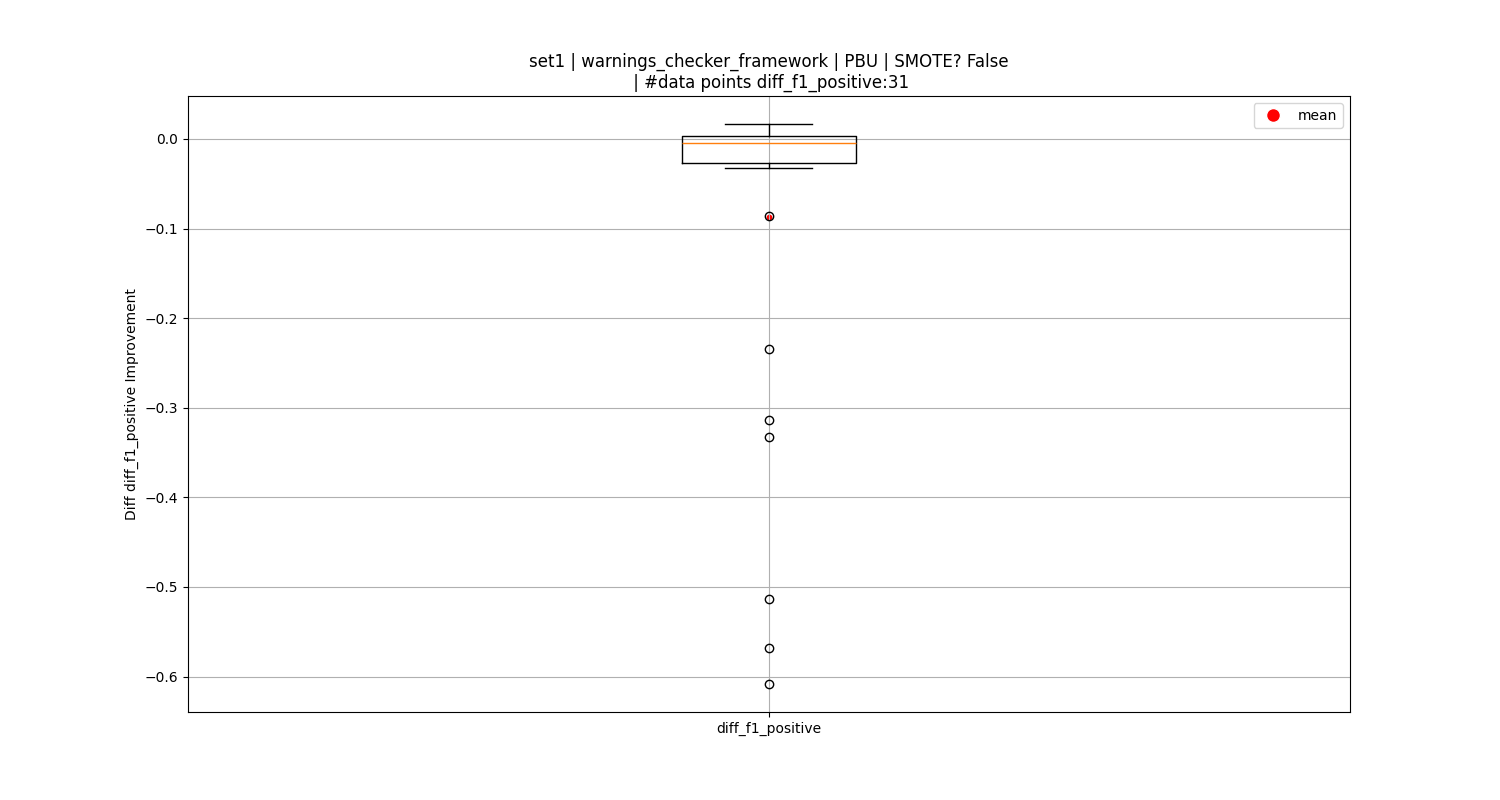 set1 | warnings_checker_framework | PBU | SMOTE? False
| #data points diff_f1_positive:31
mean
0.0
−0.1
−0.2
−0.3
−0.4
−0.5
−0.6
Diff diff_f1_positive Improvement
diff_f1_positive